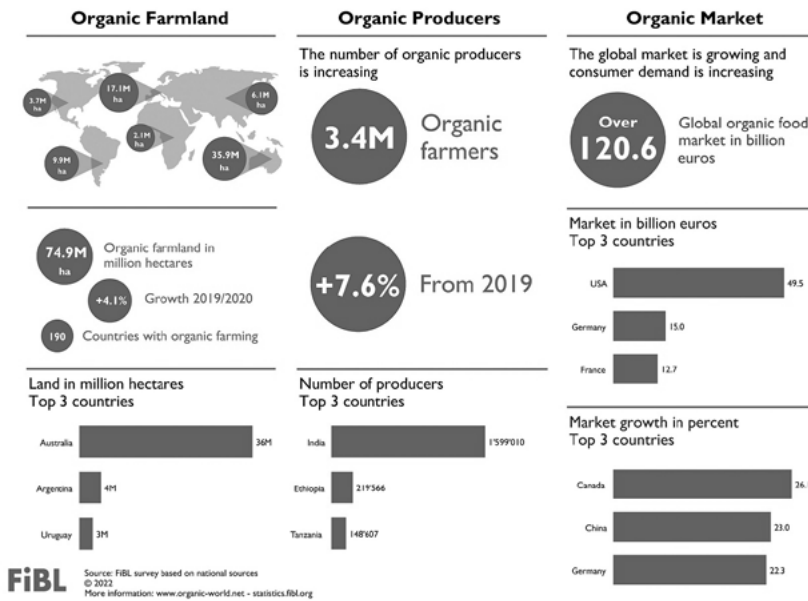 Organic Farmland
3.7M
ha
17.1M
ha
6.1M
ha
2.1M
ha
9.9M
ha
35.9M
ha
74.9M
ha
Organic farmland in
million hectares
+4.1%
Growth 2019/2020
190
Countries with organic farming
Land in million hectares
Top 3 countries
Australia
36M
Argentina
4M
Uruguay
3M
Organic Producers
The number of organic producers
is increasing
3.4M
Organic
farmers
+7.6%
From 2019
Number of producers
Top 3 countries
India
1'599'010
Ethiopia
219'566
Tanzania
148'607
Organic Market
The global market is growing and
consumer demand is increasing
Over
120.6
Global organic food
market in billion
euros
Market in billion euros
Top 3 countries
USA
49.5
Germany
15.0
France
12.7
Market growth in percent
Top 3 countries
Canada
26.
China
23.0
Germany
22.3
FiBL
Source: FiBL survey based on national sources
© 2022
More information: www.organic-world.net - statistics.fibl.org